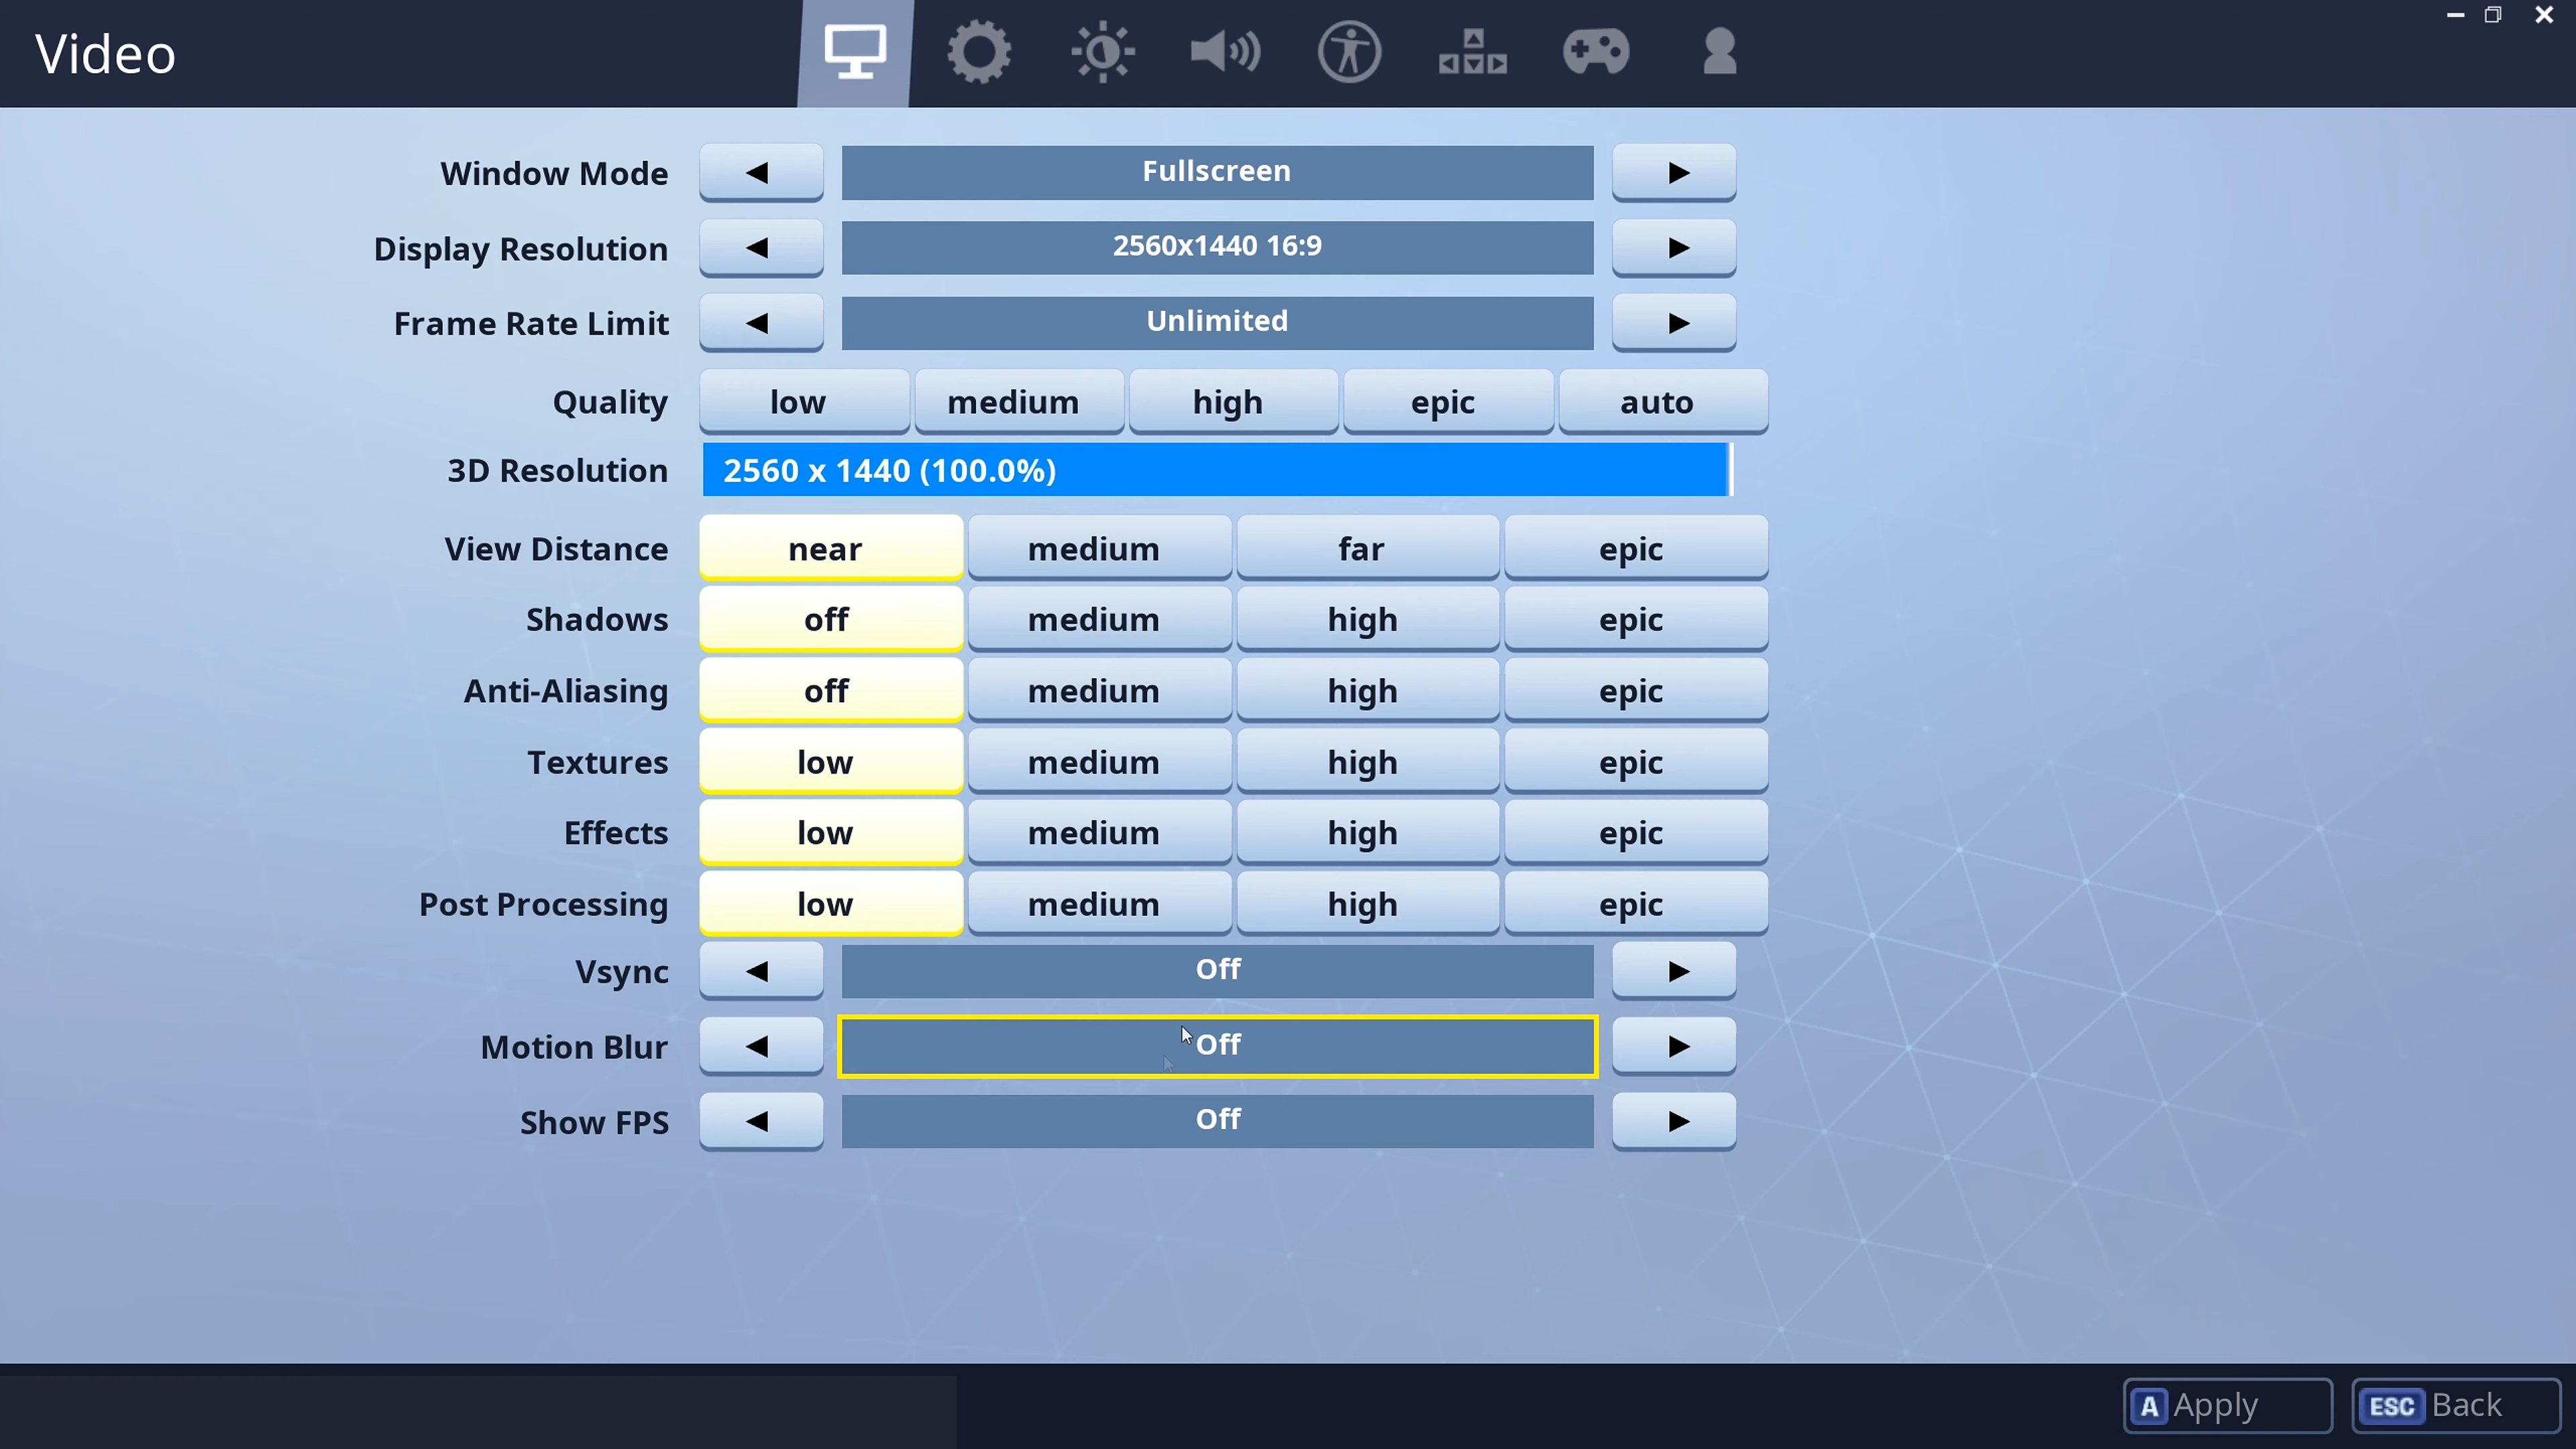 Video
Window Mode Fullscreen
Display Resolution 2560x1440 16:9
Frame Rate Limit Unlimited
Quality low medium high epic auto
3D Resolution 2560 x 1440 (100.0%)
View Distance near medium far epic
Shadows off medium high epic
Anti-Aliasing off medium high epic
Textures low medium high epic
Effects low medium high epic
Post Processing low medium high epic
Vsync Off
Motion Blur Off
Show FPS Off
A Apply ESC Back